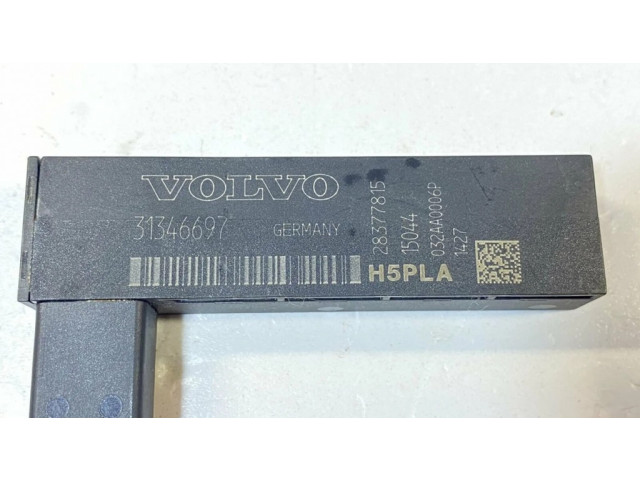 VOLVO
31346697 GERMANY
H5PLA
28377815
15044
032AA0006P
1427